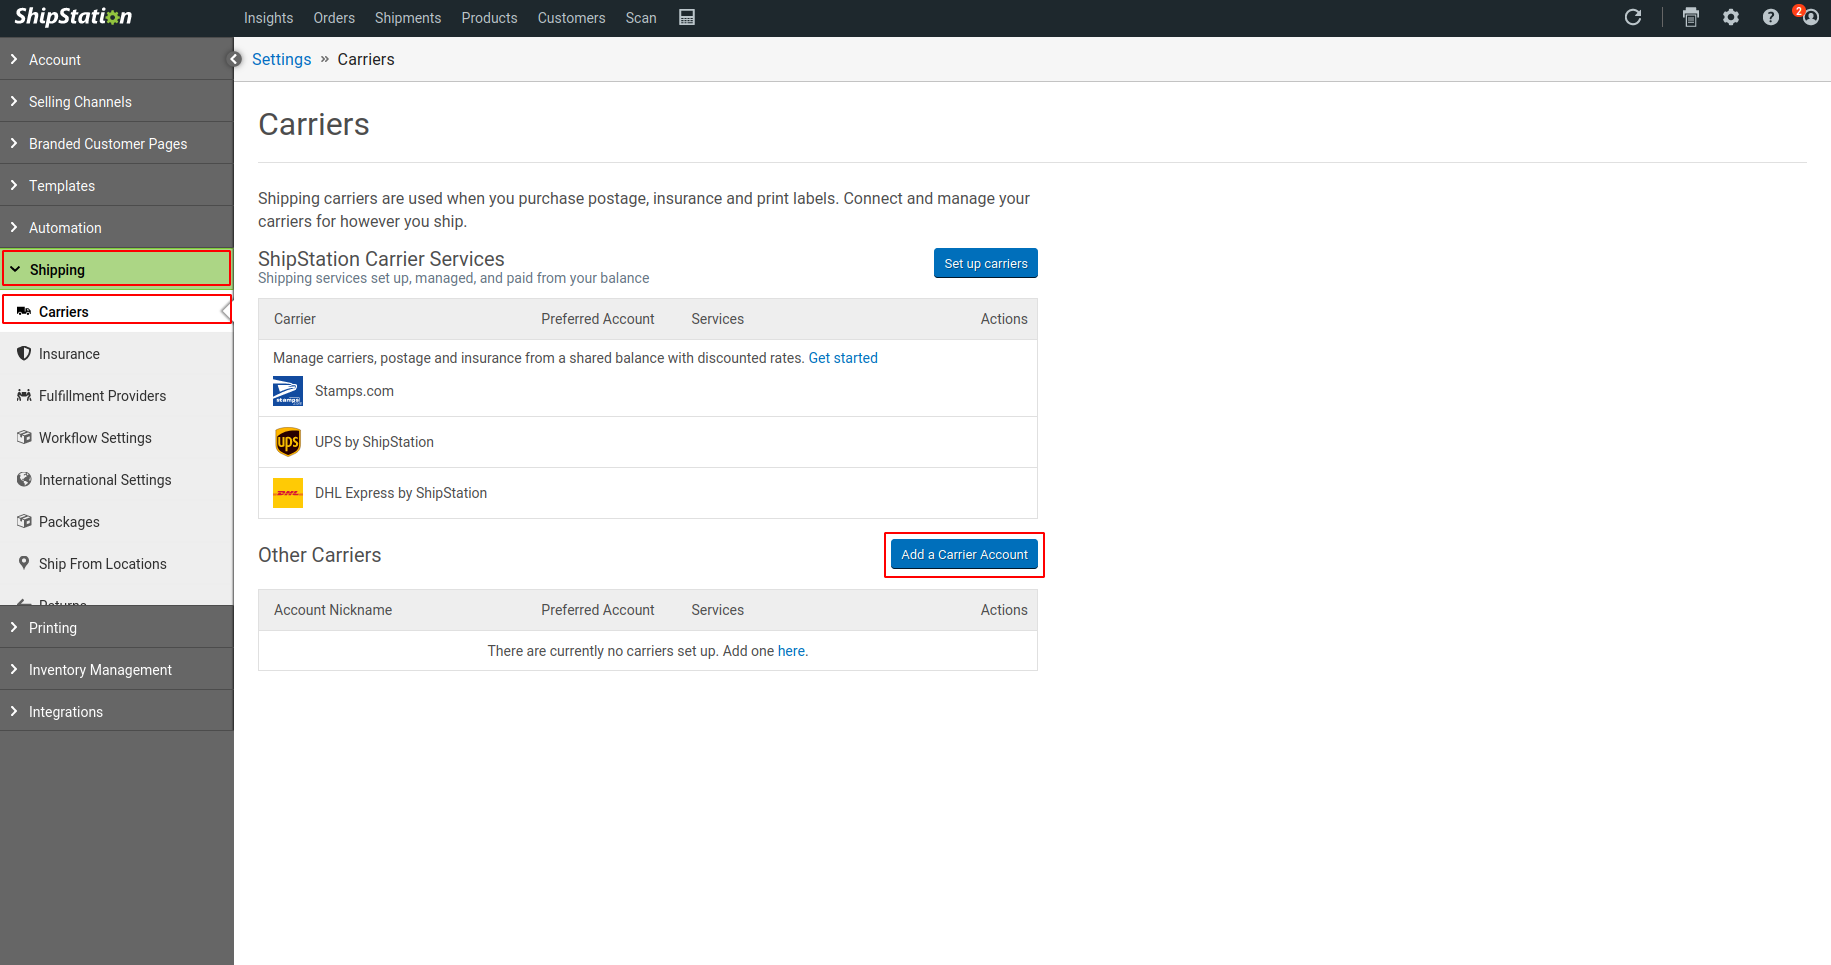 ShipStation
Insights
Orders
Shipments
Products
Customers
Scan
2
Account
Selling Channels
Branded Customer Pages
Templates
Automation
Shipping
Carriers
Insurance
Fulfillment Providers
Workflow Settings
International Settings
Packages
Ship From Locations
Returns
Printing
Inventory Management
Integrations
Settings » Carriers
Carriers
Shipping carriers are used when you purchase postage, insurance and print labels. Connect and manage your
carriers for however you ship.
ShipStation Carrier Services
Shipping services set up, managed, and paid from your balance
Set up carriers
Carrier Preferred Account Services Actions
Manage carriers, postage and insurance from a shared balance with discounted rates. Get started
stamps
Stamps.com
ups
UPS by ShipStation
DHL
DHL Express by ShipStation
Other Carriers
Add a Carrier Account
Account Nickname Preferred Account Services Actions
There are currently no carriers set up. Add one here.